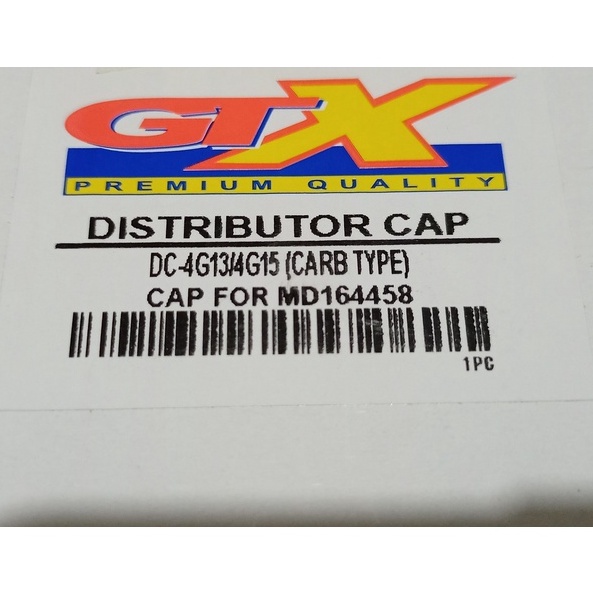 GTX
PREMIUM QUALITY
DISTRIBUTOR CAP
DC-4G13/4G15 (CARB TYPE)
CAP FOR MD164458
1PC